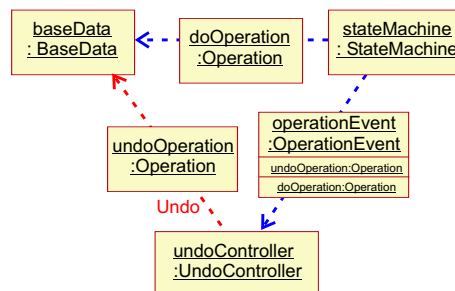 baseData
: BaseData
doOperation
:Operation
stateMachine
: StateMachine
operationEvent
:OperationEvent
undoOperation:Operation
doOperation:Operation
undoOperation
:Operation
Undo
undoController
:UndoController